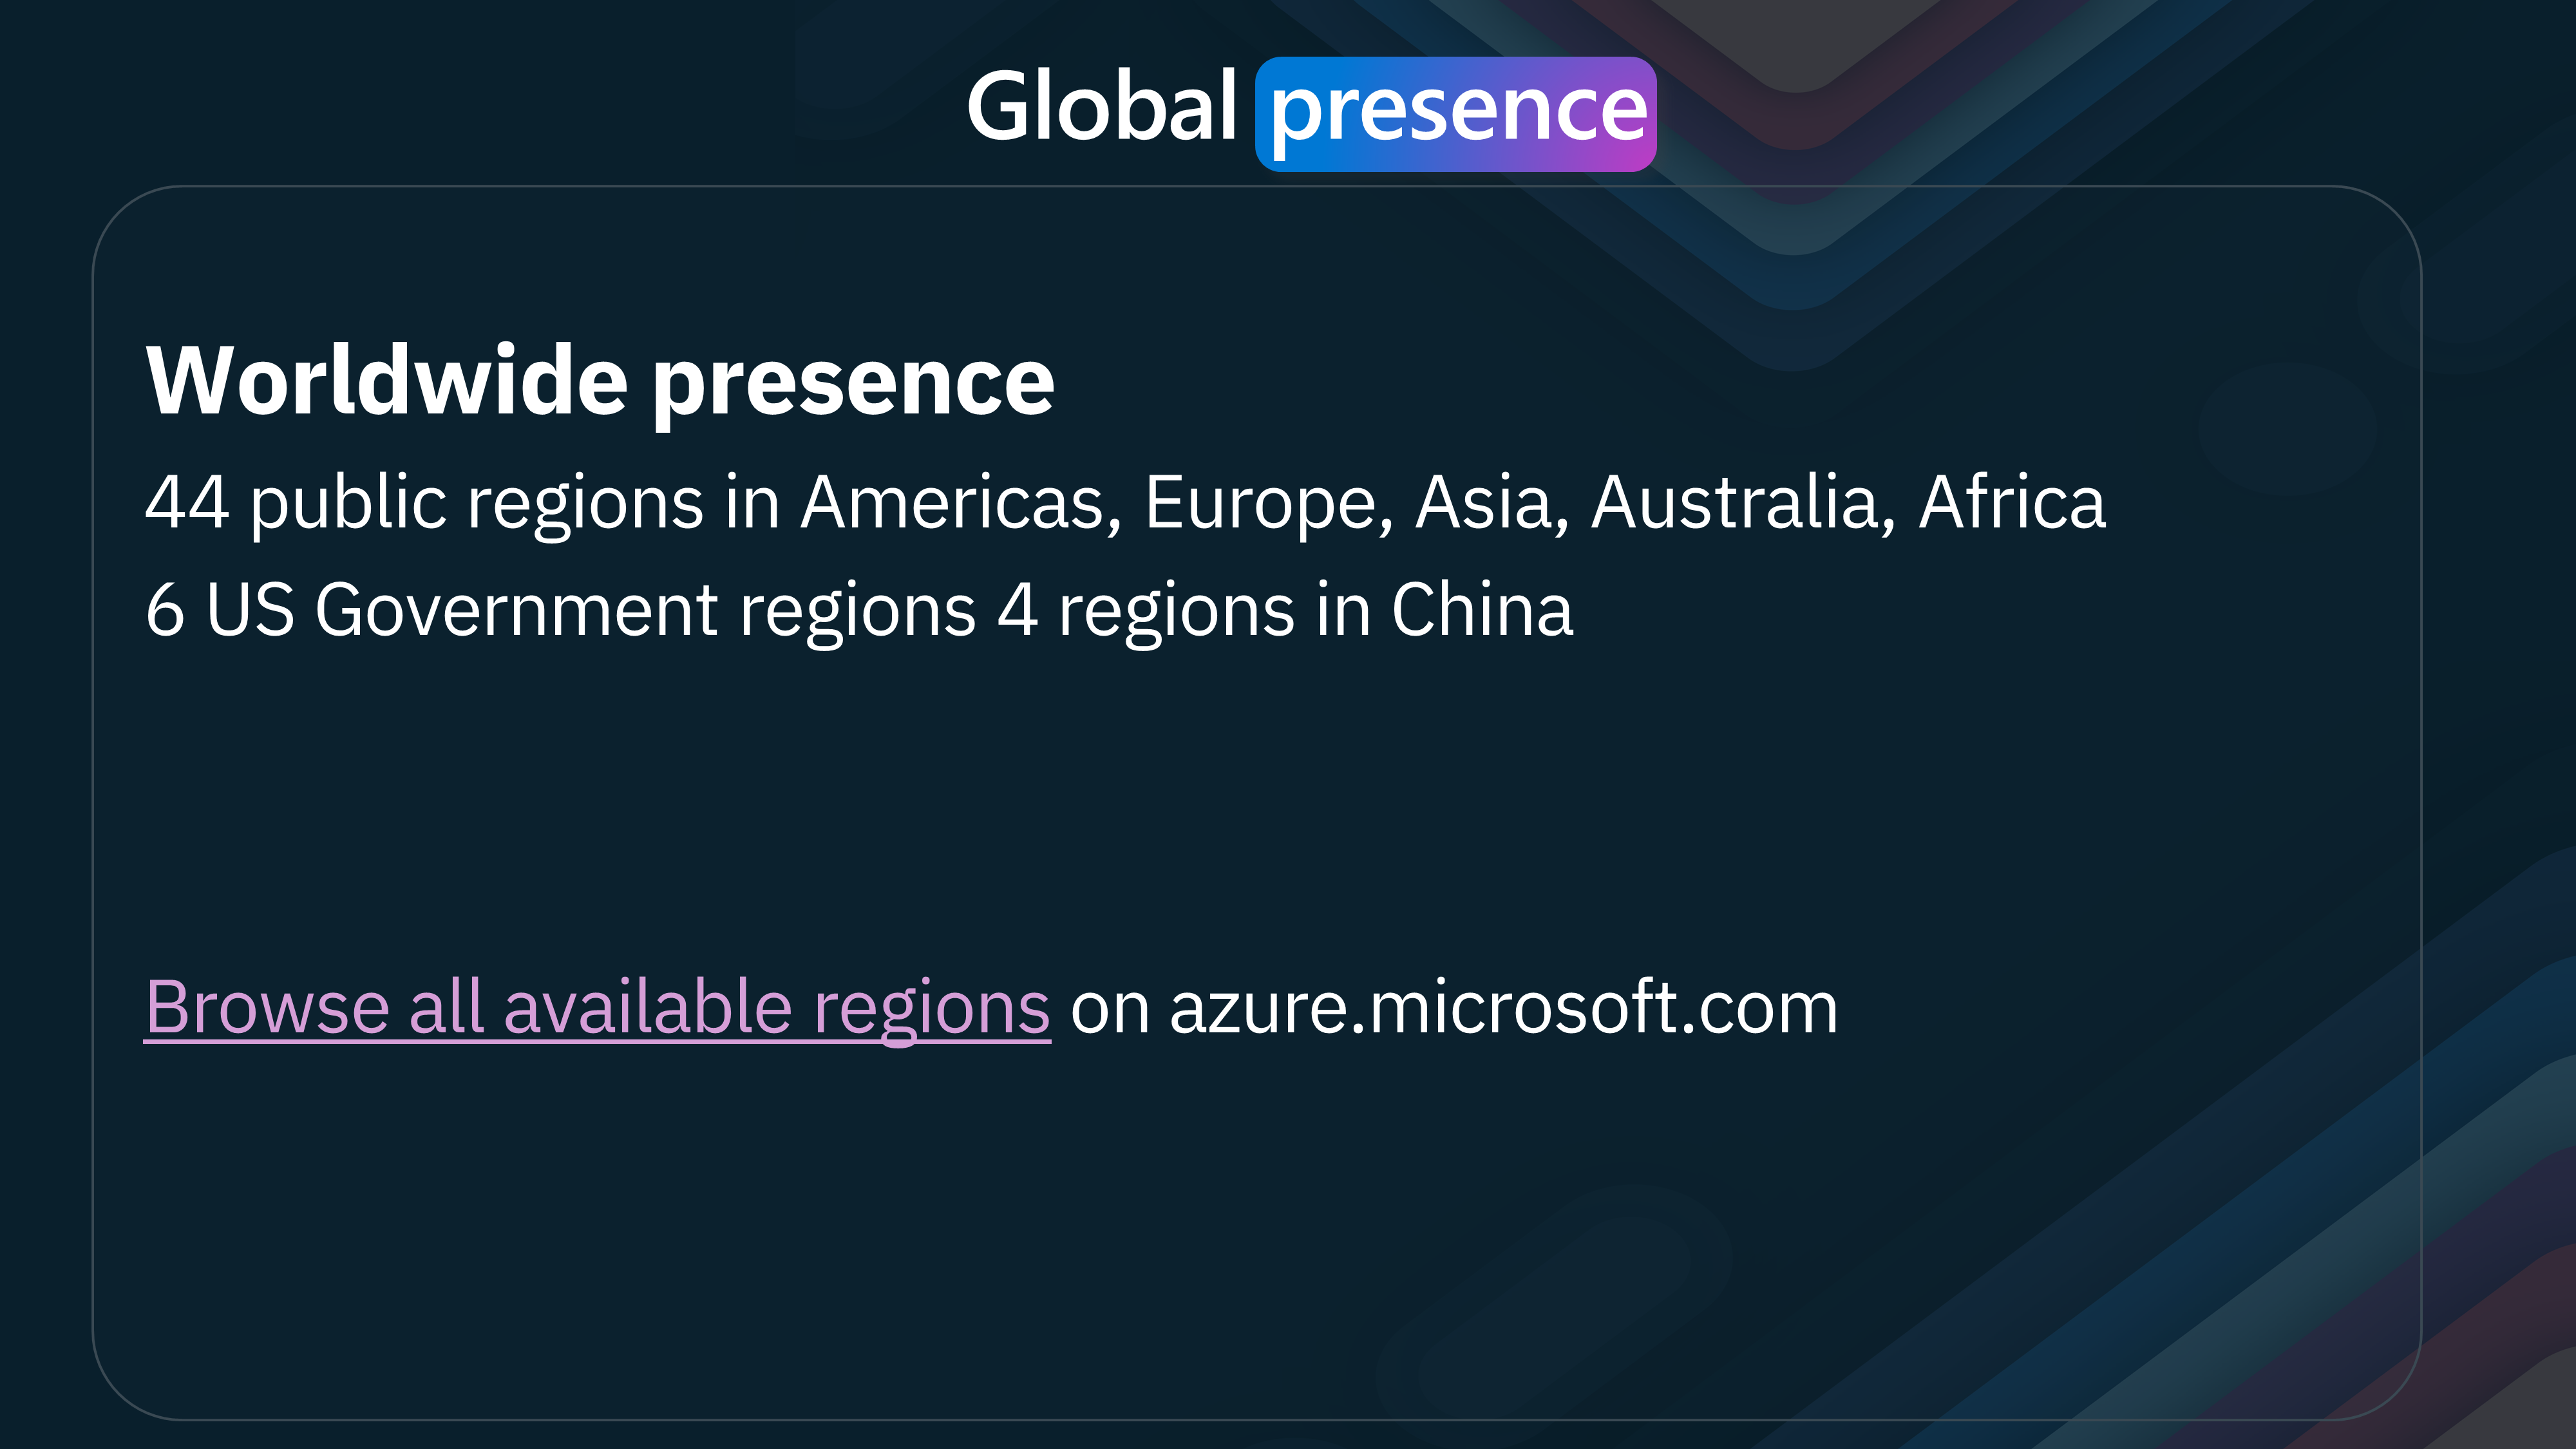 Global presence
Worldwide presence
44 public regions in Americas, Europe, Asia, Australia, Africa
6 US Government regions 4 regions in China
Browse all available regions on azure.microsoft.com